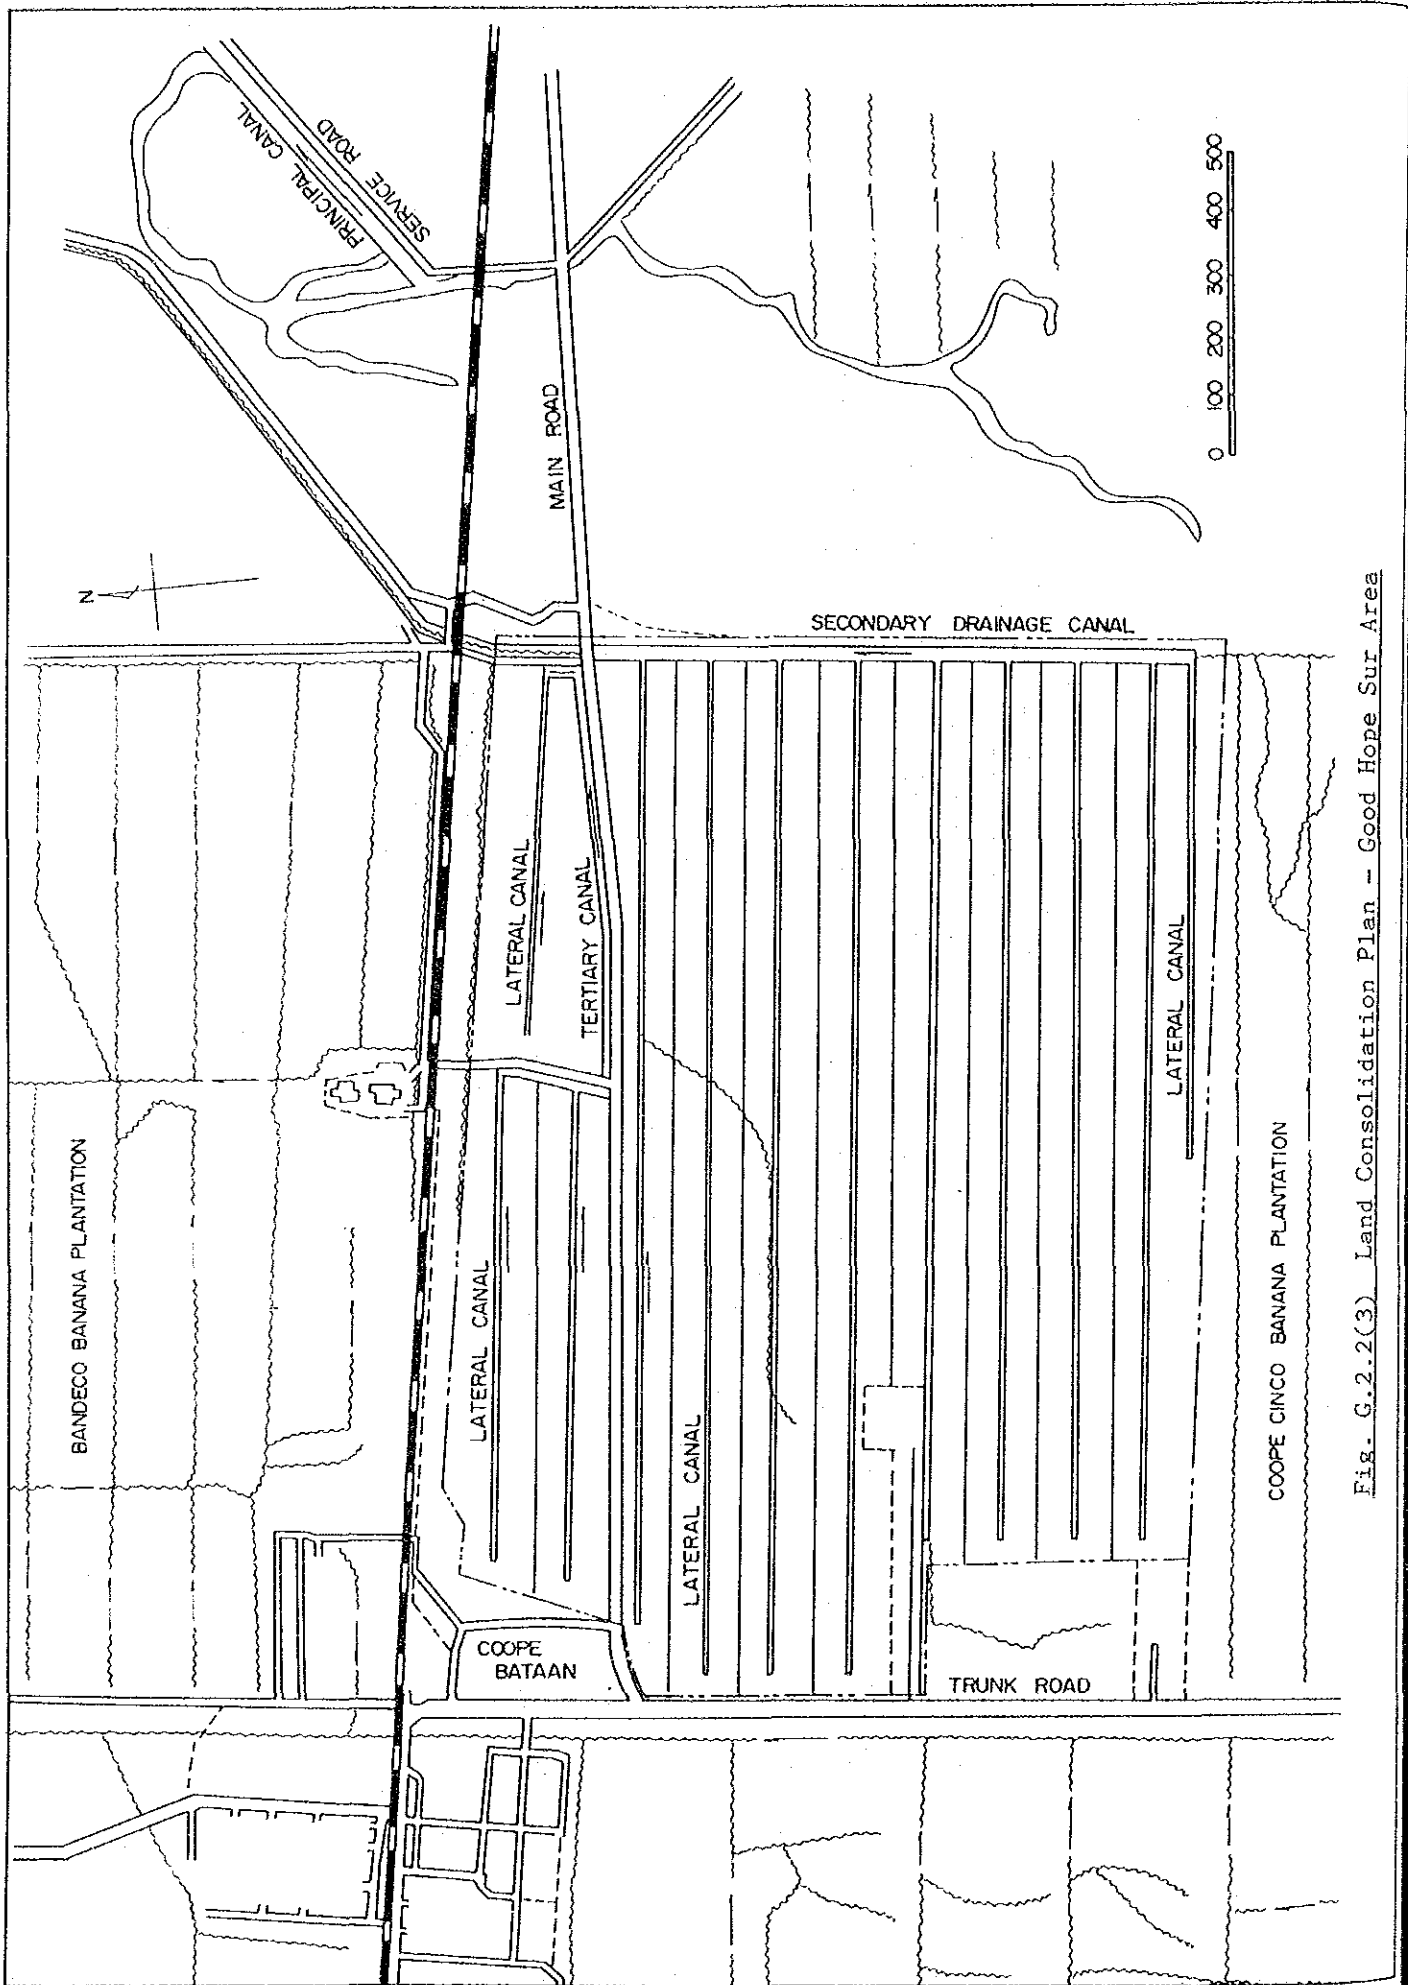 BANDECO BANANA PLANTATION
N
PRINCIPAL CANAL
SERVICE ROAD
MAIN ROAD
LATERAL CANAL
TERTIARY CANAL
LATERAL CANAL
COOPE
BATAAN
SECONDARY DRAINAGE CANAL
LATERAL CANAL
LATERAL CANAL
TRUNK ROAD
COOPE CINCO BANANA PLANTATION
0 100 200 300 400 500
Fig. G.2.2(3) Land Consolidation Plan - Good Hope Sur Area